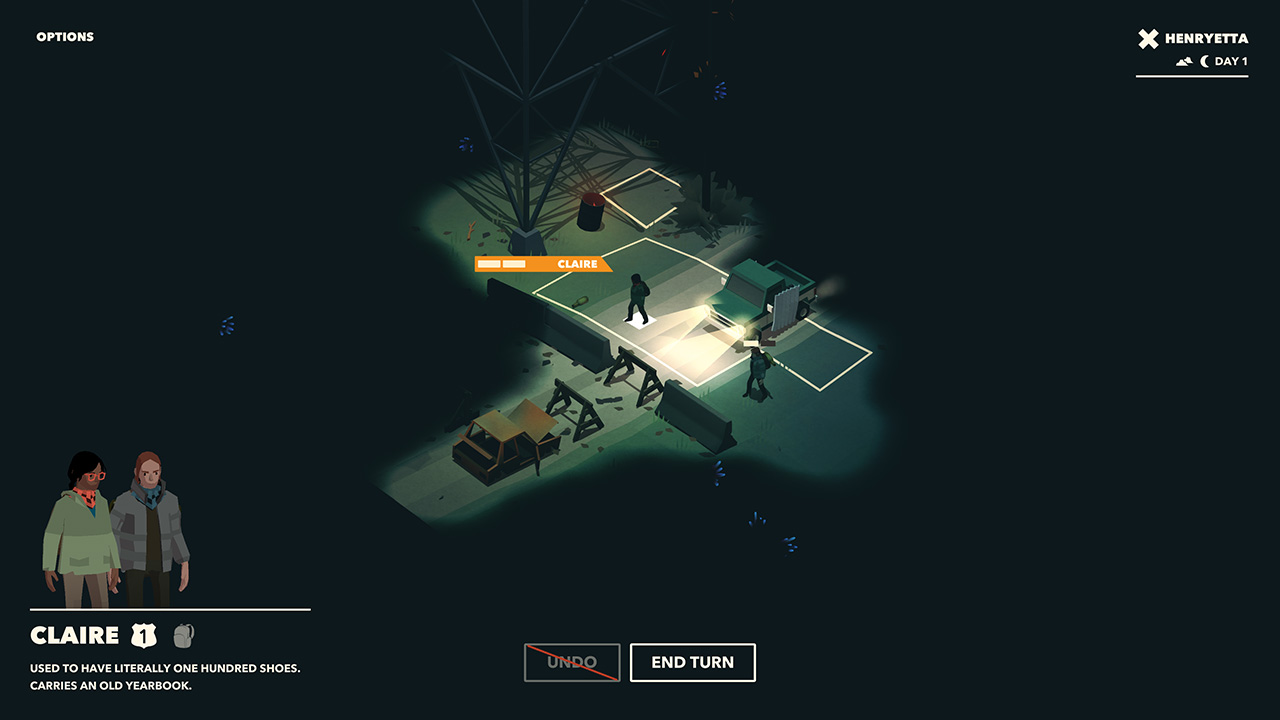 OPTIONS
HENRYETTA
DAY 1
CLAIRE
CLAIRE 1
USED TO HAVE LITERALLY ONE HUNDRED SHOES.
CARRIES AN OLD YEARBOOK.
UNDO
END TURN